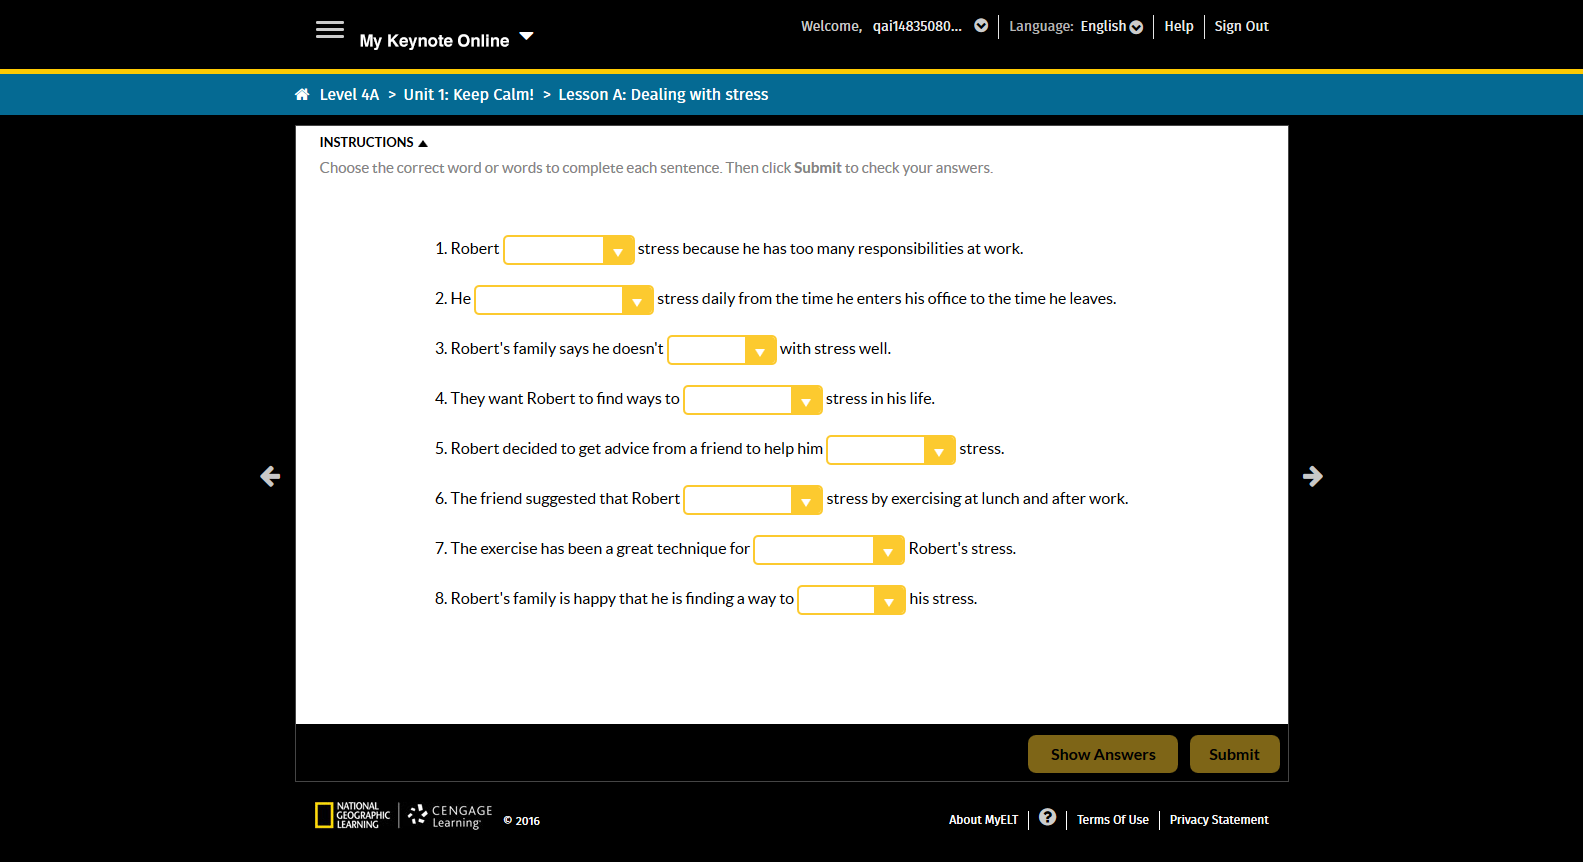 My Keynote Online
Welcome, qai14835080...
Language: English
Help
Sign Out
Level 4A > Unit 1: Keep Calm! > Lesson A: Dealing with stress
INSTRUCTIONS
Choose the correct word or words to complete each sentence. Then click Submit to check your answers.
1. Robert stress because he has too many responsibilities at work.
2. He stress daily from the time he enters his office to the time he leaves.
3. Robert's family says he doesn't with stress well.
4. They want Robert to find ways to stress in his life.
5. Robert decided to get advice from a friend to help him stress.
6. The friend suggested that Robert stress by exercising at lunch and after work.
7. The exercise has been a great technique for Robert's stress.
8. Robert's family is happy that he is finding a way to his stress.
Show Answers
Submit
NATIONAL
GEOGRAPHIC
LEARNING
CENGAGE
Learning
© 2016
About MyELT
?
Terms Of Use
Privacy Statement